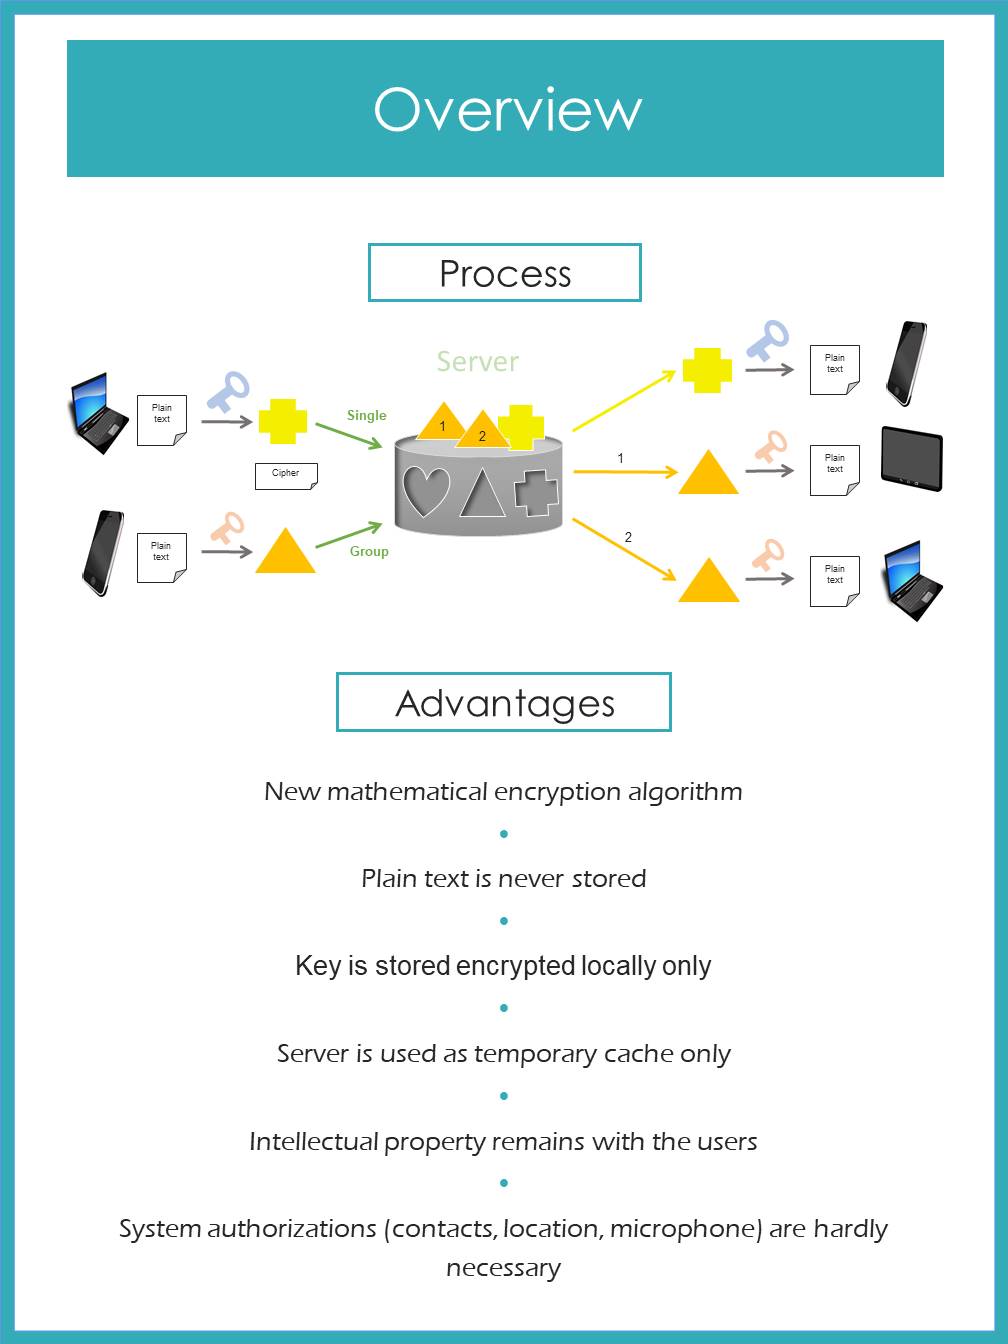 Overview
Process
Server
Plain
text
Single
1
2
Cipher
Plain
text
Group
Plain
text
1
Plain
text
2
Plain
text
Advantages
New mathematical encryption algorithm
Plain text is never stored
Key is stored encrypted locally only
Server is used as temporary cache only
Intellectual property remains with the users
System authorizations (contacts, location, microphone) are hardly
necessary